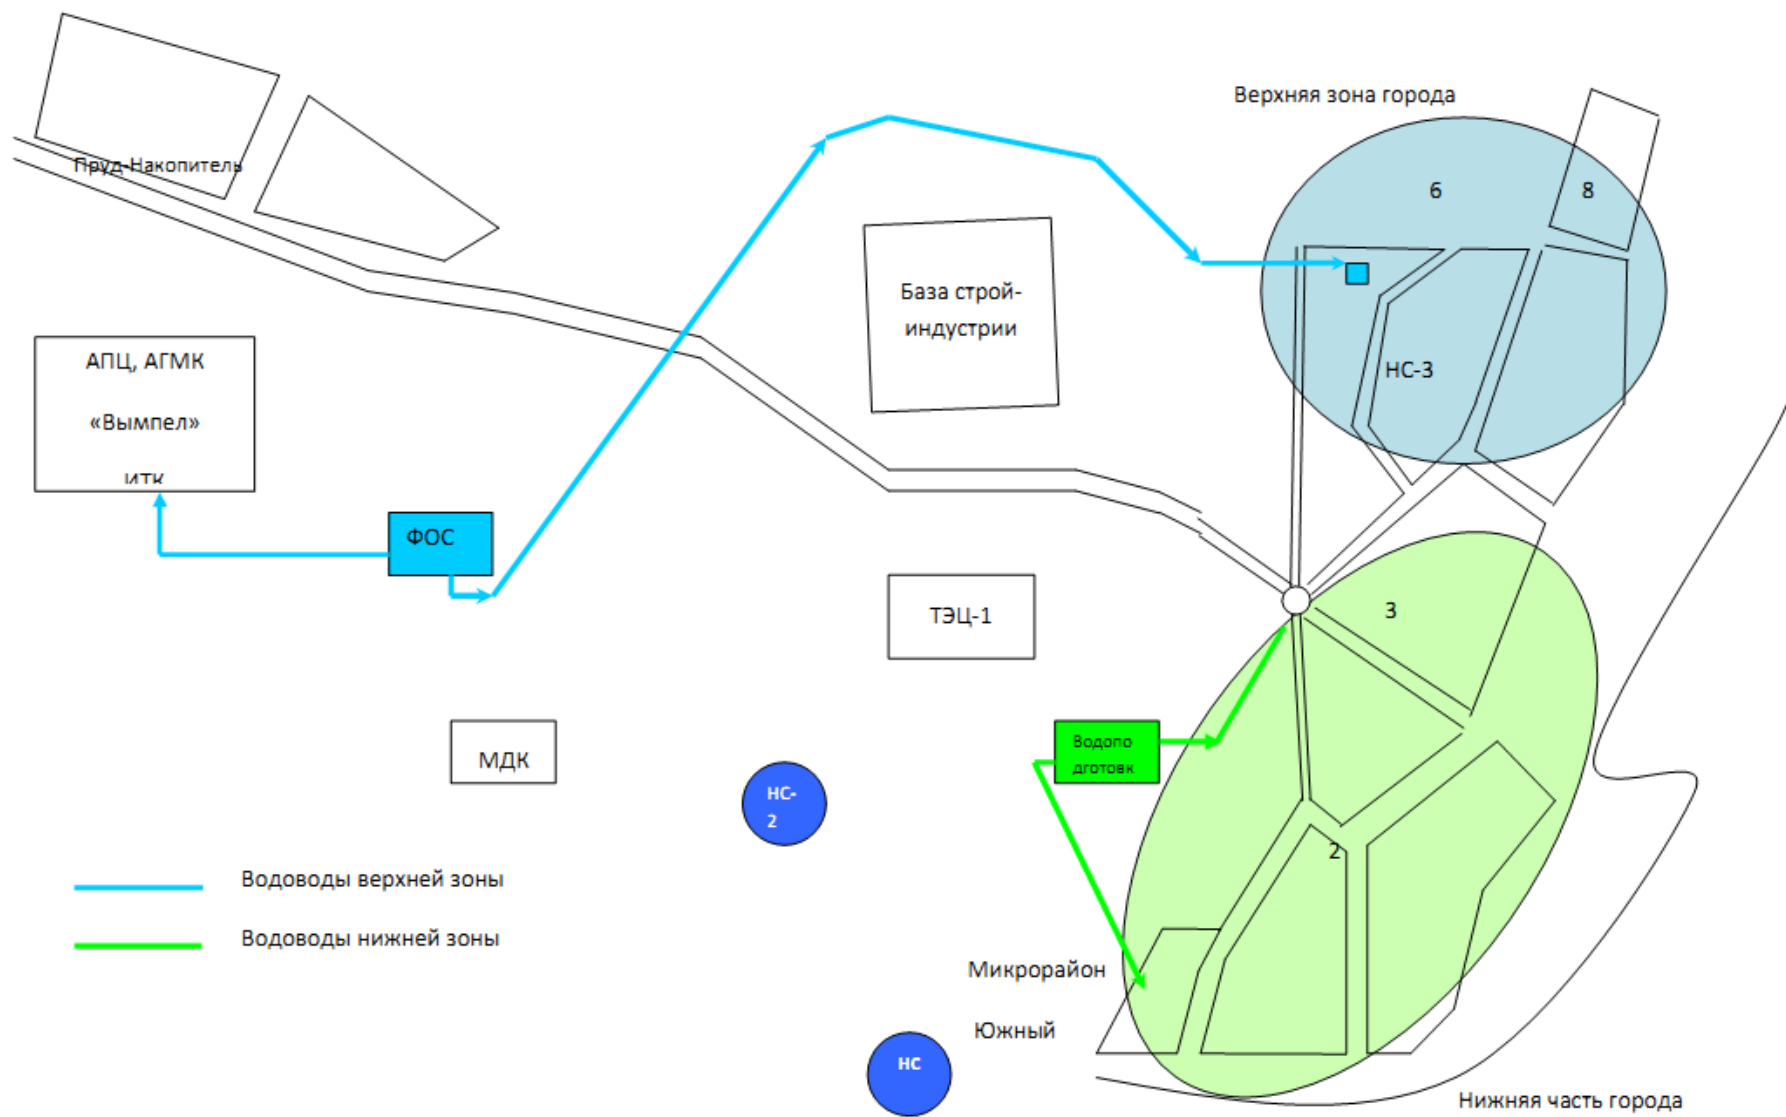 Верхняя зона города
Пруд-Накопитель
6
8
База строй-
индустрии
АПЦ, АГМК
«Вымпел»
ИТК
НС-3
ФОС
ТЭЦ-1
3
МДК
НС-
2
Водопо
дготовк
2
Водоводы верхней зоны
Водоводы нижней зоны
Микрорайон
Южный
НС
Нижняя часть города